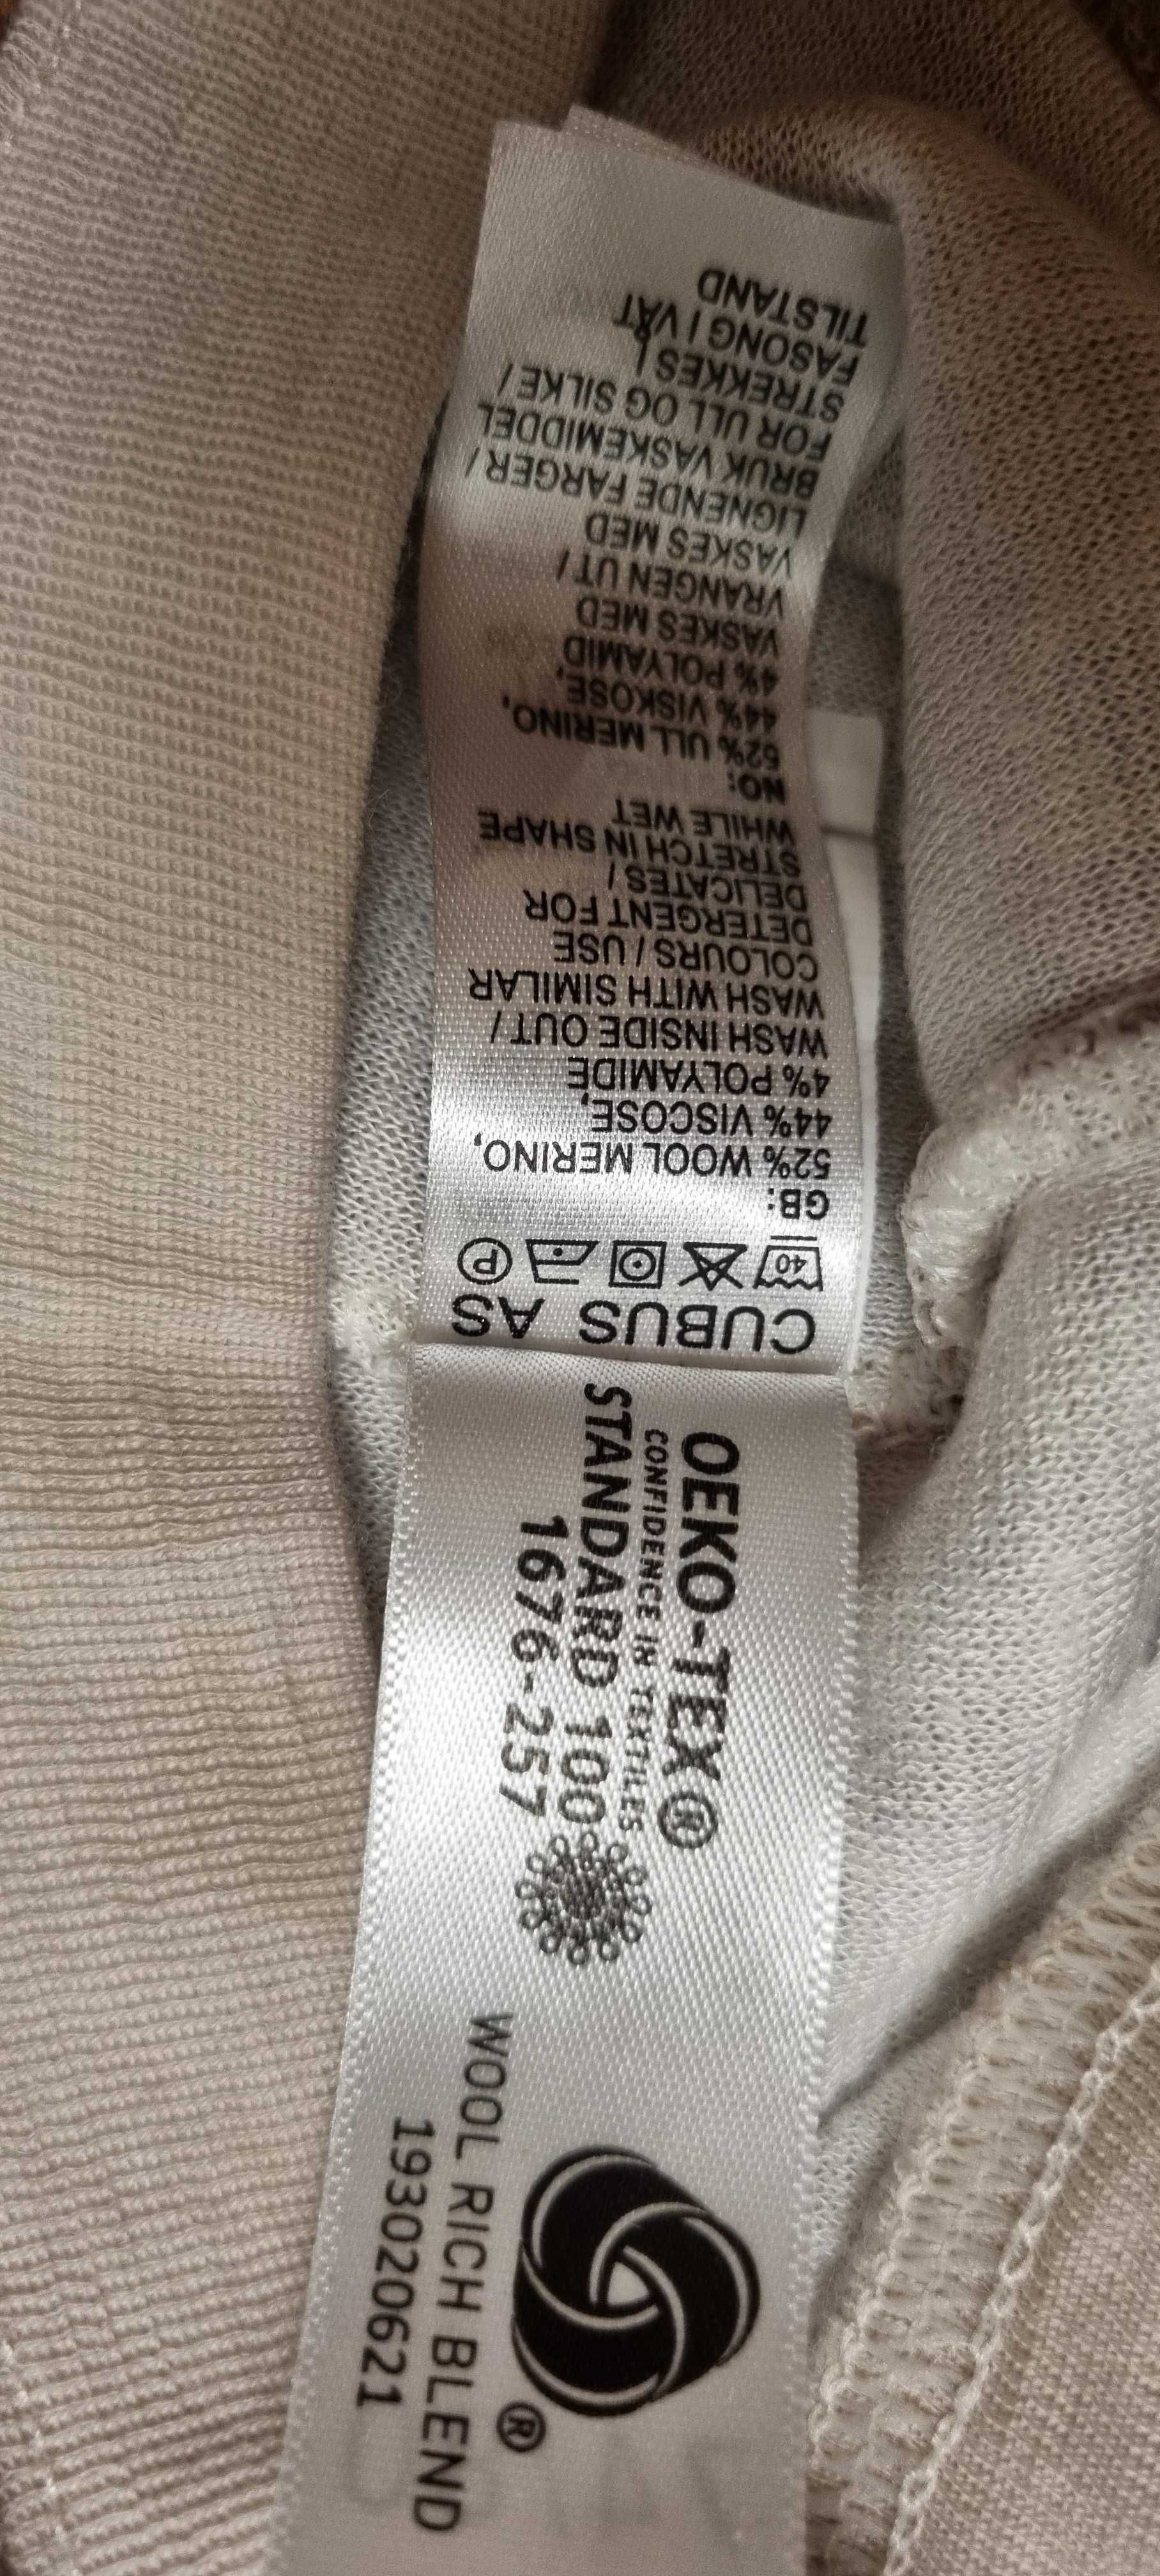 CUBUS AS
40 P
GB:
52% WOOL MERINO,
44% VISCOSE,
4% POLYAMIDE
WASH INSIDE OUT /
WASH WITH SIMILAR
COLOURS / USE
DETERGENT FOR
DELICATES /
STRETCH IN SHAPE
WHILE WET
NO:
52% ULL MERINO,
44% VISKOSE,
4% POLYAMID
VASKES MED
VRANGEN UT /
VASKES MED
LIGNENDE FARGER /
BRUK VASKEMIDDEL
FOR ULL OG SILKE /
STREKKES I
FASONG I VÅT
TILSTAND
OEKO-TEX®
CONFIDENCE IN TEXTILES
STANDARD 100
1676-257
®
WOOL RICH BLEND
193020621